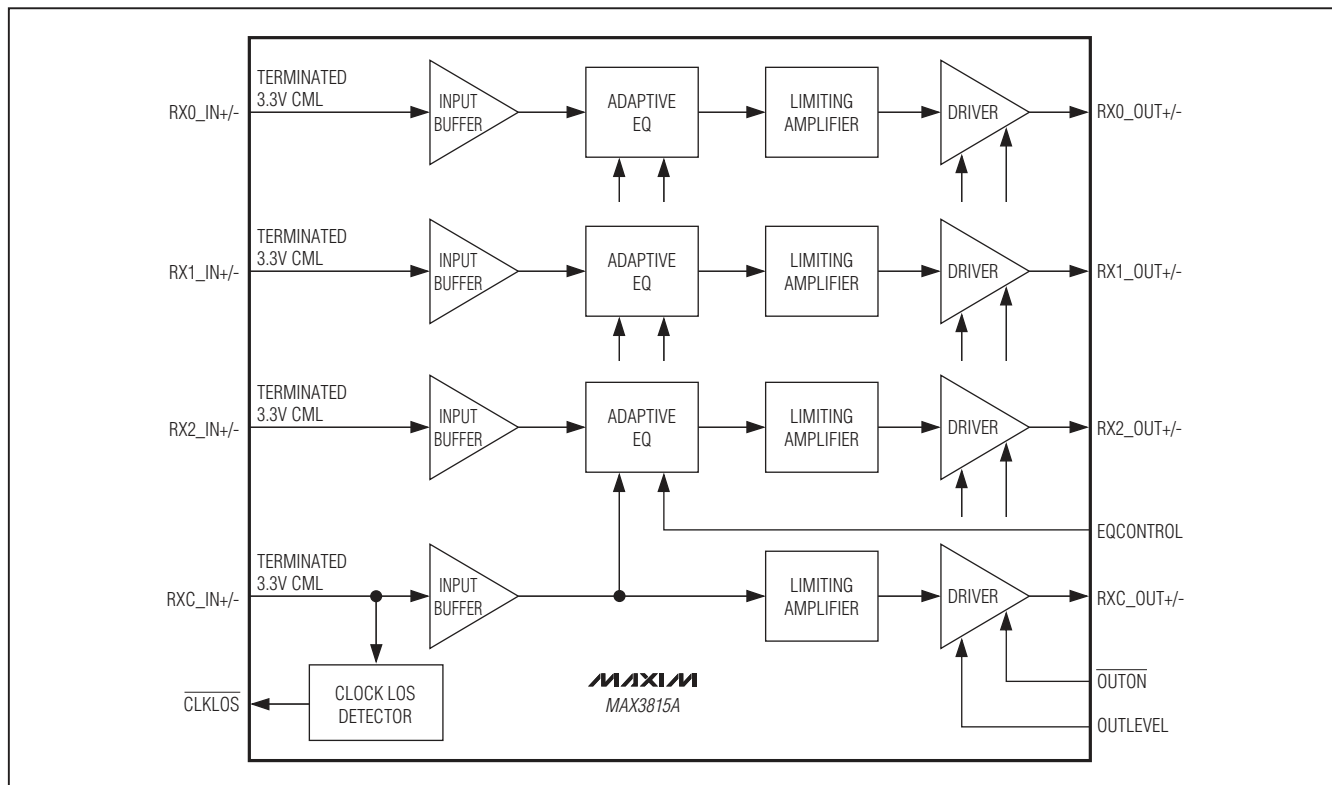 TERMINATED
3.3V CML
RX0_IN+/-
INPUT
BUFFER
ADAPTIVE
EQ
LIMITING
AMPLIFIER
DRIVER
RX0_OUT+/-
TERMINATED
3.3V CML
RX1_IN+/-
INPUT
BUFFER
ADAPTIVE
EQ
LIMITING
AMPLIFIER
DRIVER
RX1_OUT+/-
TERMINATED
3.3V CML
RX2_IN+/-
INPUT
BUFFER
ADAPTIVE
EQ
LIMITING
AMPLIFIER
DRIVER
RX2_OUT+/-
EQCONTROL
TERMINATED
3.3V CML
RXC_IN+/-
INPUT
BUFFER
LIMITING
AMPLIFIER
DRIVER
RXC_OUT+/-
CLKLOS
CLOCK LOS
DETECTOR
MAXIM
MAX3815A
OUTON
OUTLEVEL